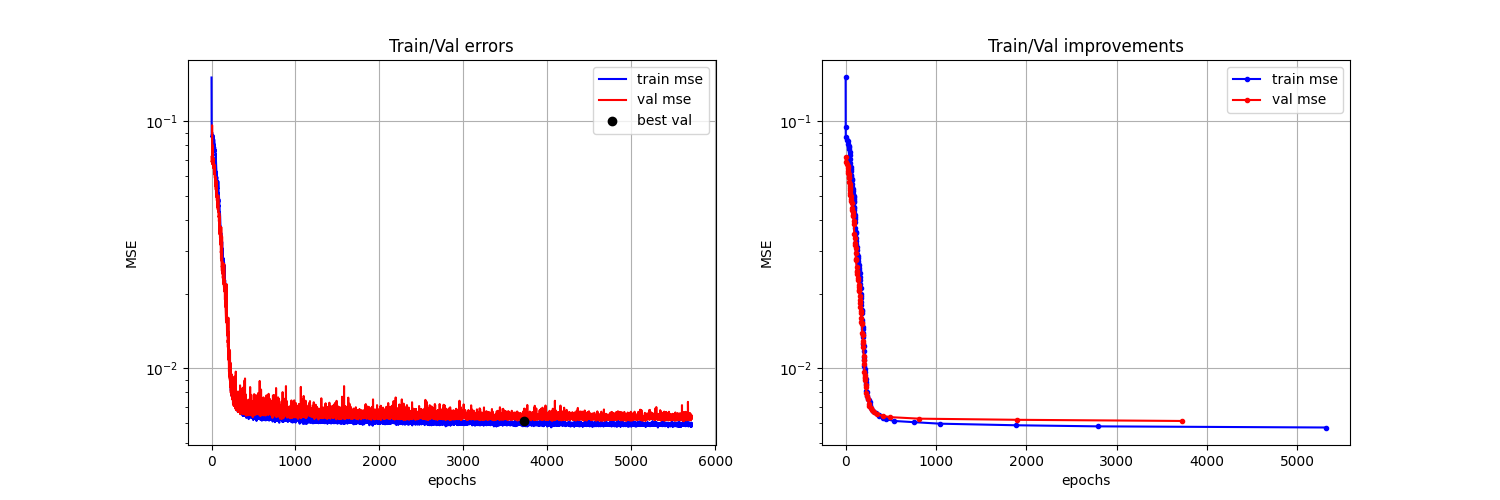 Train/Val errors
train mse
val mse
best val
10⁻¹
10⁻²
MSE
0
1000
2000
3000
4000
5000
6000
epochs
Train/Val improvements
train mse
val mse
10⁻¹
10⁻²
MSE
0
1000
2000
3000
4000
5000
epochs